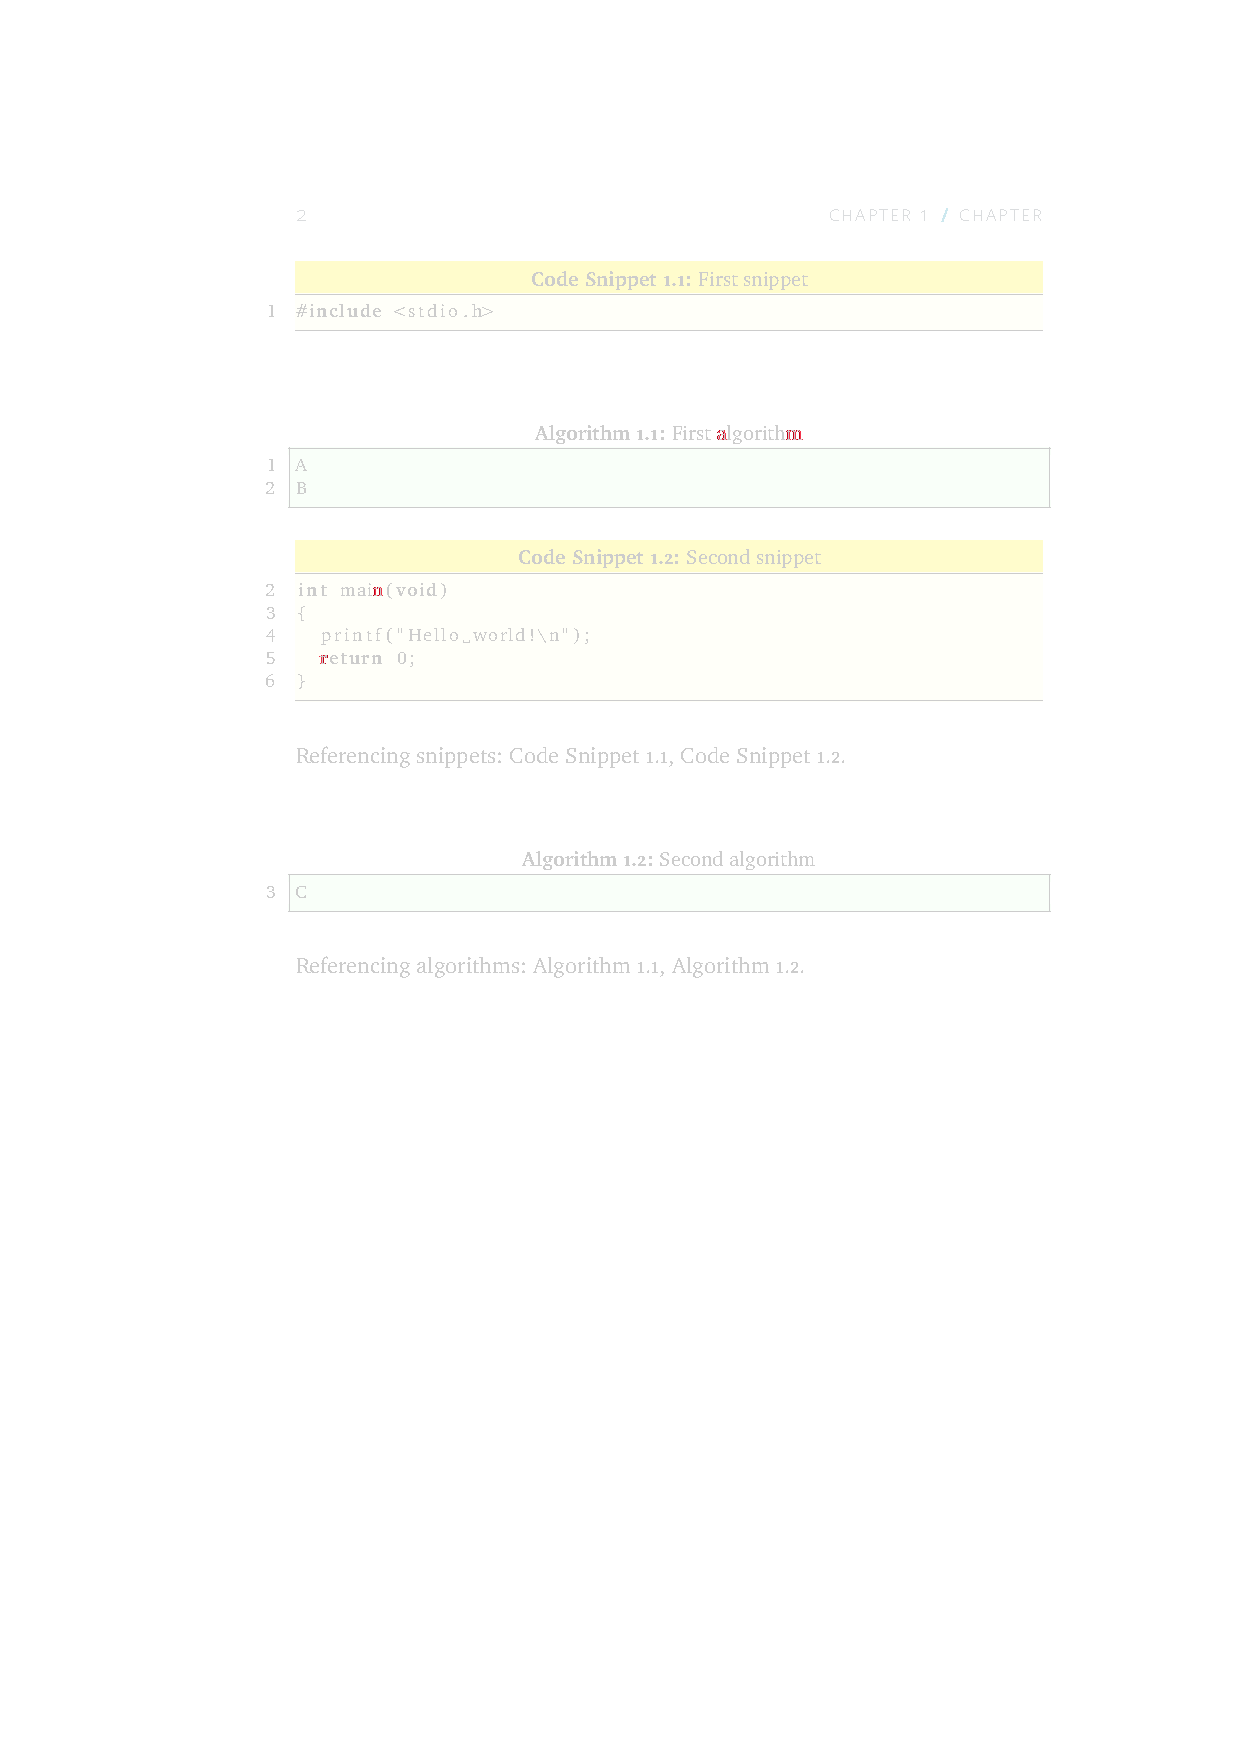 2 CHAPTER 1 / CHAPTER
Code Snippet 1.1: First snippet
1 #include <stdio.h>
Algorithm 1.1: First algorithm
1 A
2 B
Code Snippet 1.2: Second snippet
2 int main(void)
3 {
4 printf("Hello␣world!\n");
5 return 0;
6 }
Referencing snippets: Code Snippet 1.1, Code Snippet 1.2.
Algorithm 1.2: Second algorithm
3 C
Referencing algorithms: Algorithm 1.1, Algorithm 1.2.